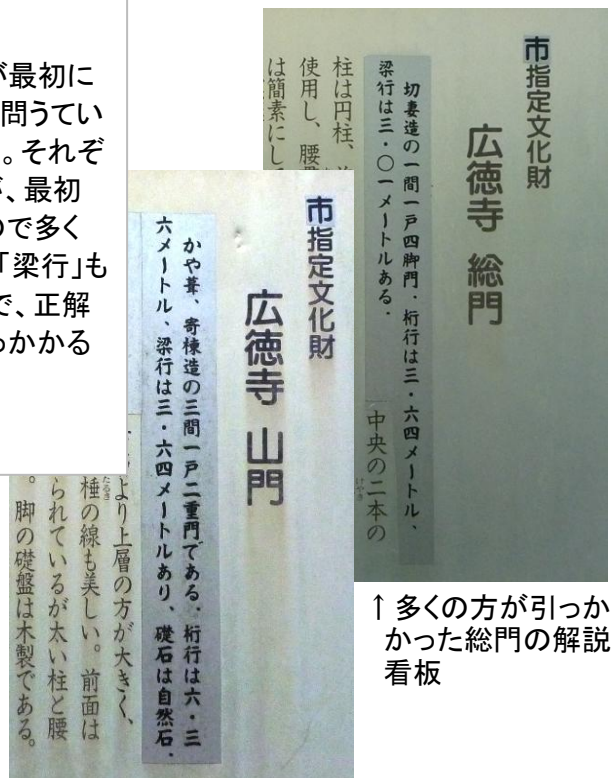 が最初に
問うてい
。それぞ
、最初
ので多く
「梁行」も
で、正解
っかかる
市指定文化財
広徳寺 総門
切妻造の一間一戸四脚門．桁行は三・六四メートル、
梁行は三・〇一メートルある．
中央の二本の
けやき
柱は円柱、
使用し、腰
は簡素にし
市指定文化財
広徳寺 山門
かや葺、寄棟造の三間一戸二重門である．桁行は六・三
六メートル、梁行は三・六四メートルあり、礎石は自然石．
より上層の方が大きく、
たるき
棰の線も美しい。前面は
られているが太い柱と腰
。脚の礎盤は木製である。
↑多くの方が引っか
かった総門の解説
看板